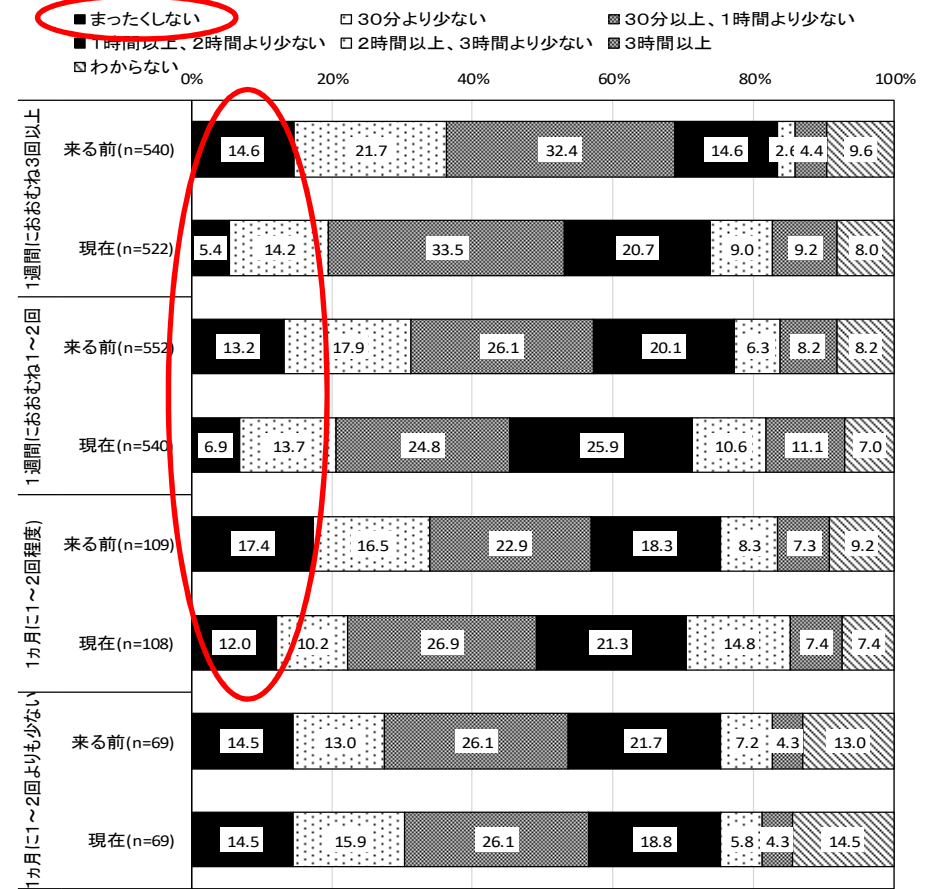 ■まったくしない □30分より少ない ■30分以上、1時間より少ない
■1時間以上、2時間より少ない □2時間以上、3時間より少ない ■3時間以上
□わからない
0% 20% 40% 60% 80% 100%
1週間におおむね3回以上
来る前(n=540) 14.6 21.7 32.4 14.6 2.6 4.4 9.6
現在(n=522) 5.4 14.2 33.5 20.7 9.0 9.2 8.0
1週間におおむね1~2回
来る前(n=552) 13.2 17.9 26.1 20.1 6.3 8.2 8.2
現在(n=540) 6.9 13.7 24.8 25.9 10.6 11.1 7.0
1ヵ月に1~2回程度)
来る前(n=109) 17.4 16.5 22.9 18.3 8.3 7.3 9.2
現在(n=108) 12.0 10.2 26.9 21.3 14.8 7.4 7.4
1ヵ月に1~2回よりも少ない
来る前(n=69) 14.5 13.0 26.1 21.7 7.2 4.3 13.0
現在(n=69) 14.5 15.9 26.1 18.8 5.8 4.3 14.5